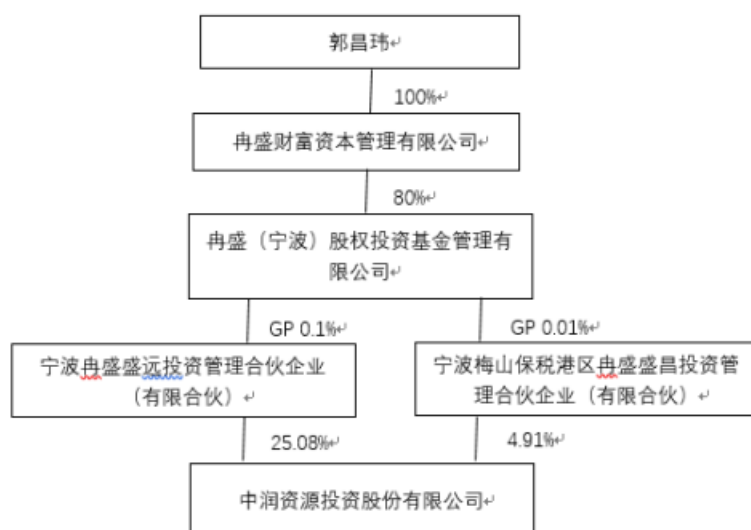 郭昌玮
100%
冉盛财富资本管理有限公司
80%
冉盛（宁波）股权投资基金管理有
限公司
GP 0.1%
GP 0.01%
宁波冉盛盛远投资管理合伙企业
（有限合伙）
宁波梅山保税港区冉盛盛昌投资管
理合伙企业（有限合伙）
25.08%
4.91%
中润资源投资股份有限公司